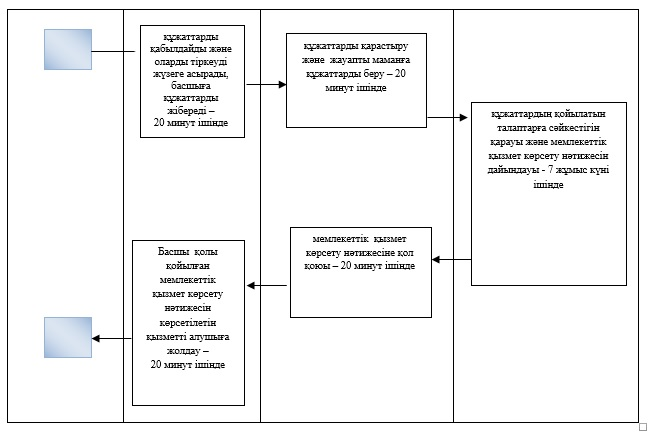 құжаттарды
қабылдайды және
оларды тіркеуді
жүзеге асырады,
басшыға
құжаттарды
жібереді –
20 минут ішінде
құжаттарды қарастыру
және жауапты маманға
құжаттарды беру – 20
минут ішінде
құжаттардың қойылатын
талаптарға сәйкестігін
қарауы және мемлекеттік
қызмет көрсету нәтижесін
дайындауы - 7 жұмыс күні
ішінде
мемлекеттік қызмет
көрсету нәтижесіне қол
қоюы – 20 минут ішінде
Басшы қолы
қойылған
мемлекеттік
қызмет көрсету
нәтижесін
көрсетілетін
қызметті алушыға
жолдау –
20 минут ішінде